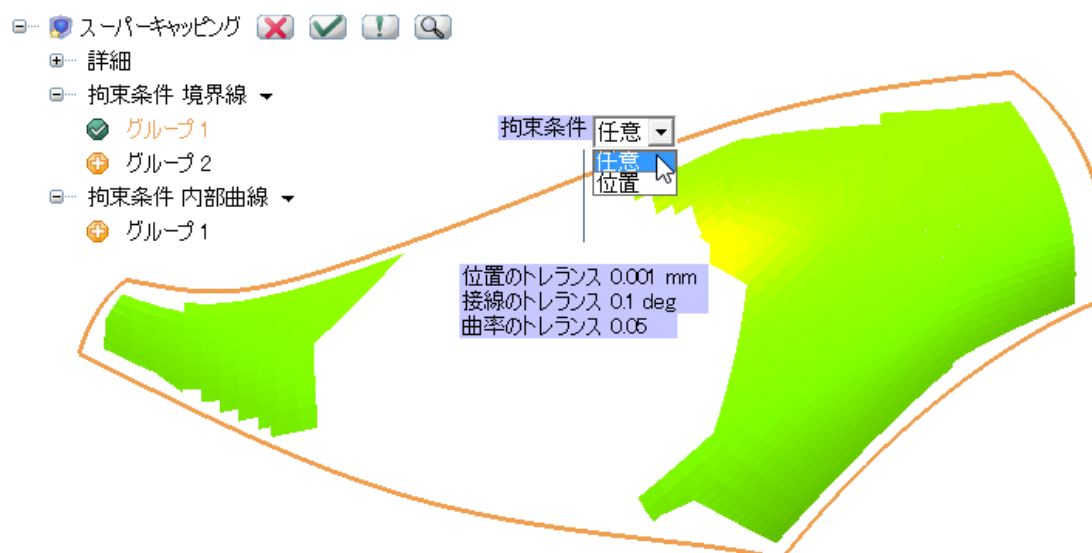 スーパーキャッピング
詳細
拘束条件 境界線
グループ 1
グループ 2
拘束条件 内部曲線
グループ 1
拘束条件 任意
任意
位置
位置のトレランス 0.001 mm
接線のトレランス 0.1 deg
曲率のトレランス 0.05